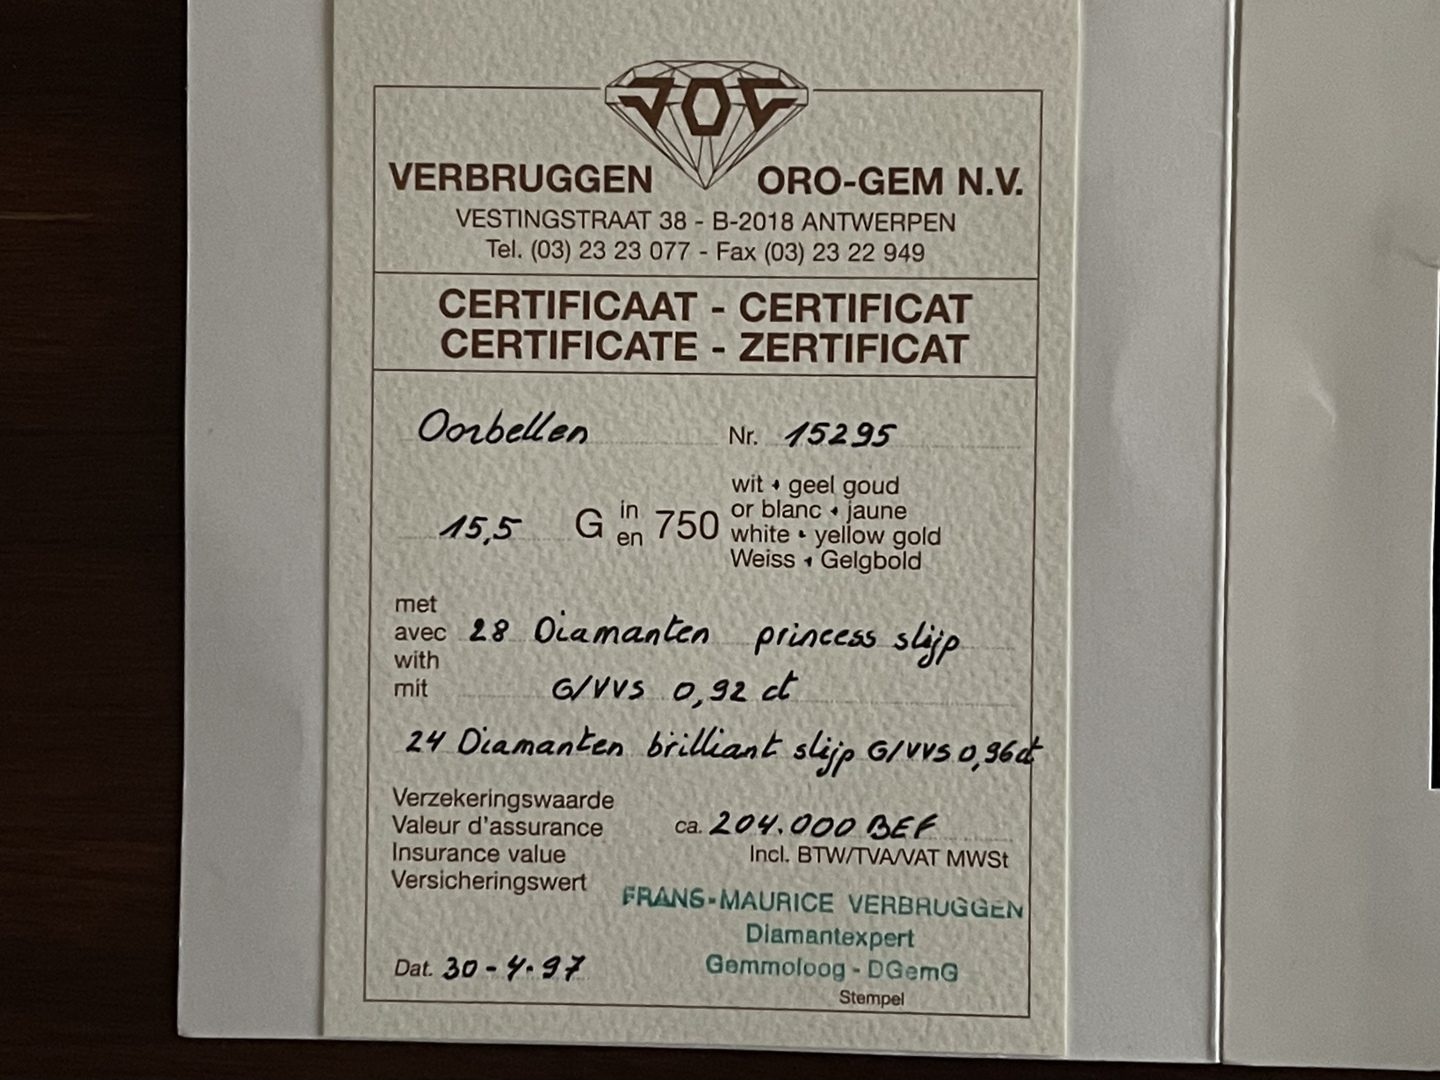 JOG
VERBRUGGEN ORO-GEM N.V.
VESTINGSTRAAT 38 - B-2018 ANTWERPEN
Tel. (03) 23 23 077 - Fax (03) 23 22 949
CERTIFICAAT - CERTIFICAT
CERTIFICATE - ZERTIFICAT
Oorbellen Nr. 15295
15,5 G in en 750
wit • geel goud
or blanc • jaune
white • yellow gold
Weiss • Gelgbold
met
avec 28 Diamanten princess slijp
with
mit G/VVS 0,92 ct
24 Diamanten brilliant slijp G/VVS 0,96ct
Verzekeringswaarde
Valeur d'assurance ca. 204.000 BEF
Insurance value Incl. BTW/TVA/VAT MWSt
Versicheringswert
FRANS-MAURICE VERBRUGGEN
Diamantexpert
Dat. 30-4-97 Gemmoloog - DGemG
Stempel